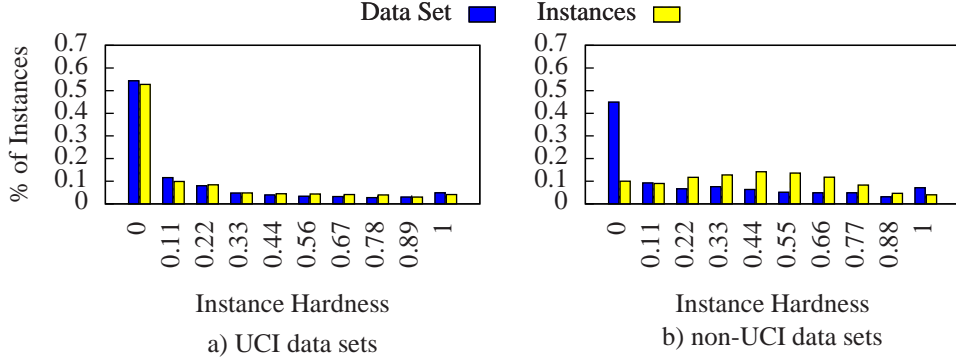 Data Set Instances
% of Instances
0.7
0.6
0.5
0.4
0.3
0.2
0.1
0
0 0.11 0.22 0.33 0.44 0.56 0.67 0.78 0.89 1
Instance Hardness
a) UCI data sets
0.7
0.6
0.5
0.4
0.3
0.2
0.1
0
0 0.11 0.22 0.33 0.44 0.55 0.66 0.77 0.88 1
Instance Hardness
b) non-UCI data sets